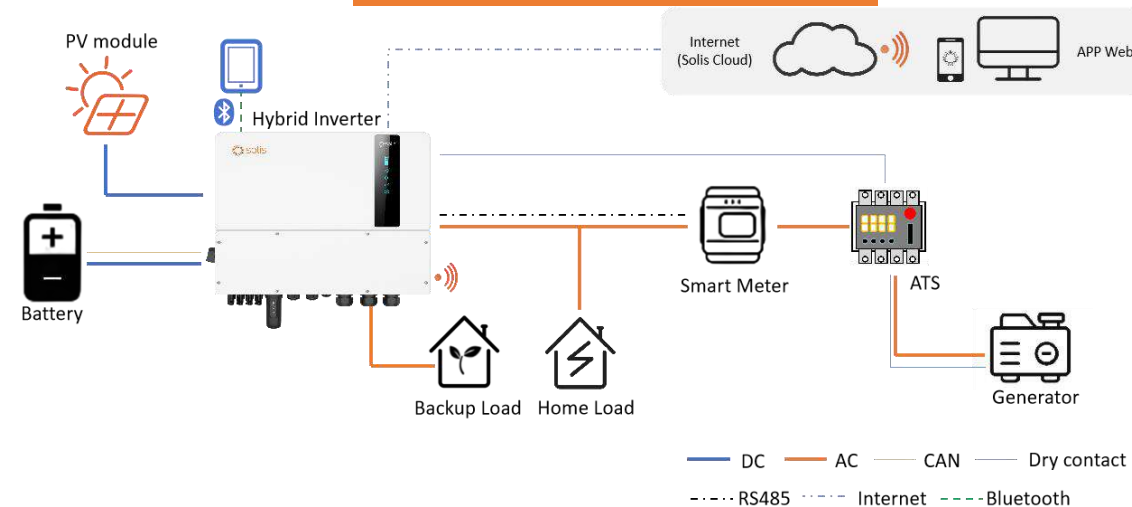 PV module
Internet
(Solis Cloud)
APP Web
Hybrid Inverter
solis
Smart Meter
ATS
Battery
Backup Load
Home Load
Generator
DC
AC
CAN
Dry contact
RS485
Internet
Bluetooth